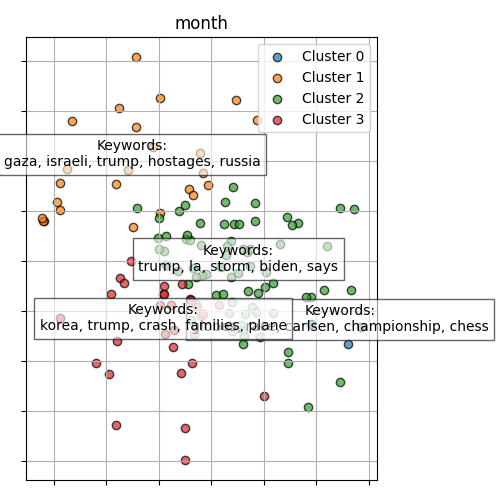 month
Cluster 0
Cluster 1
Cluster 2
Cluster 3
Keywords:
gaza, israeli, trump, hostages, russia
Keywords:
trump, la, storm, biden, says
Keywords:
korea, trump, crash, families, plane
Keywords:
carlsen, championship, chess